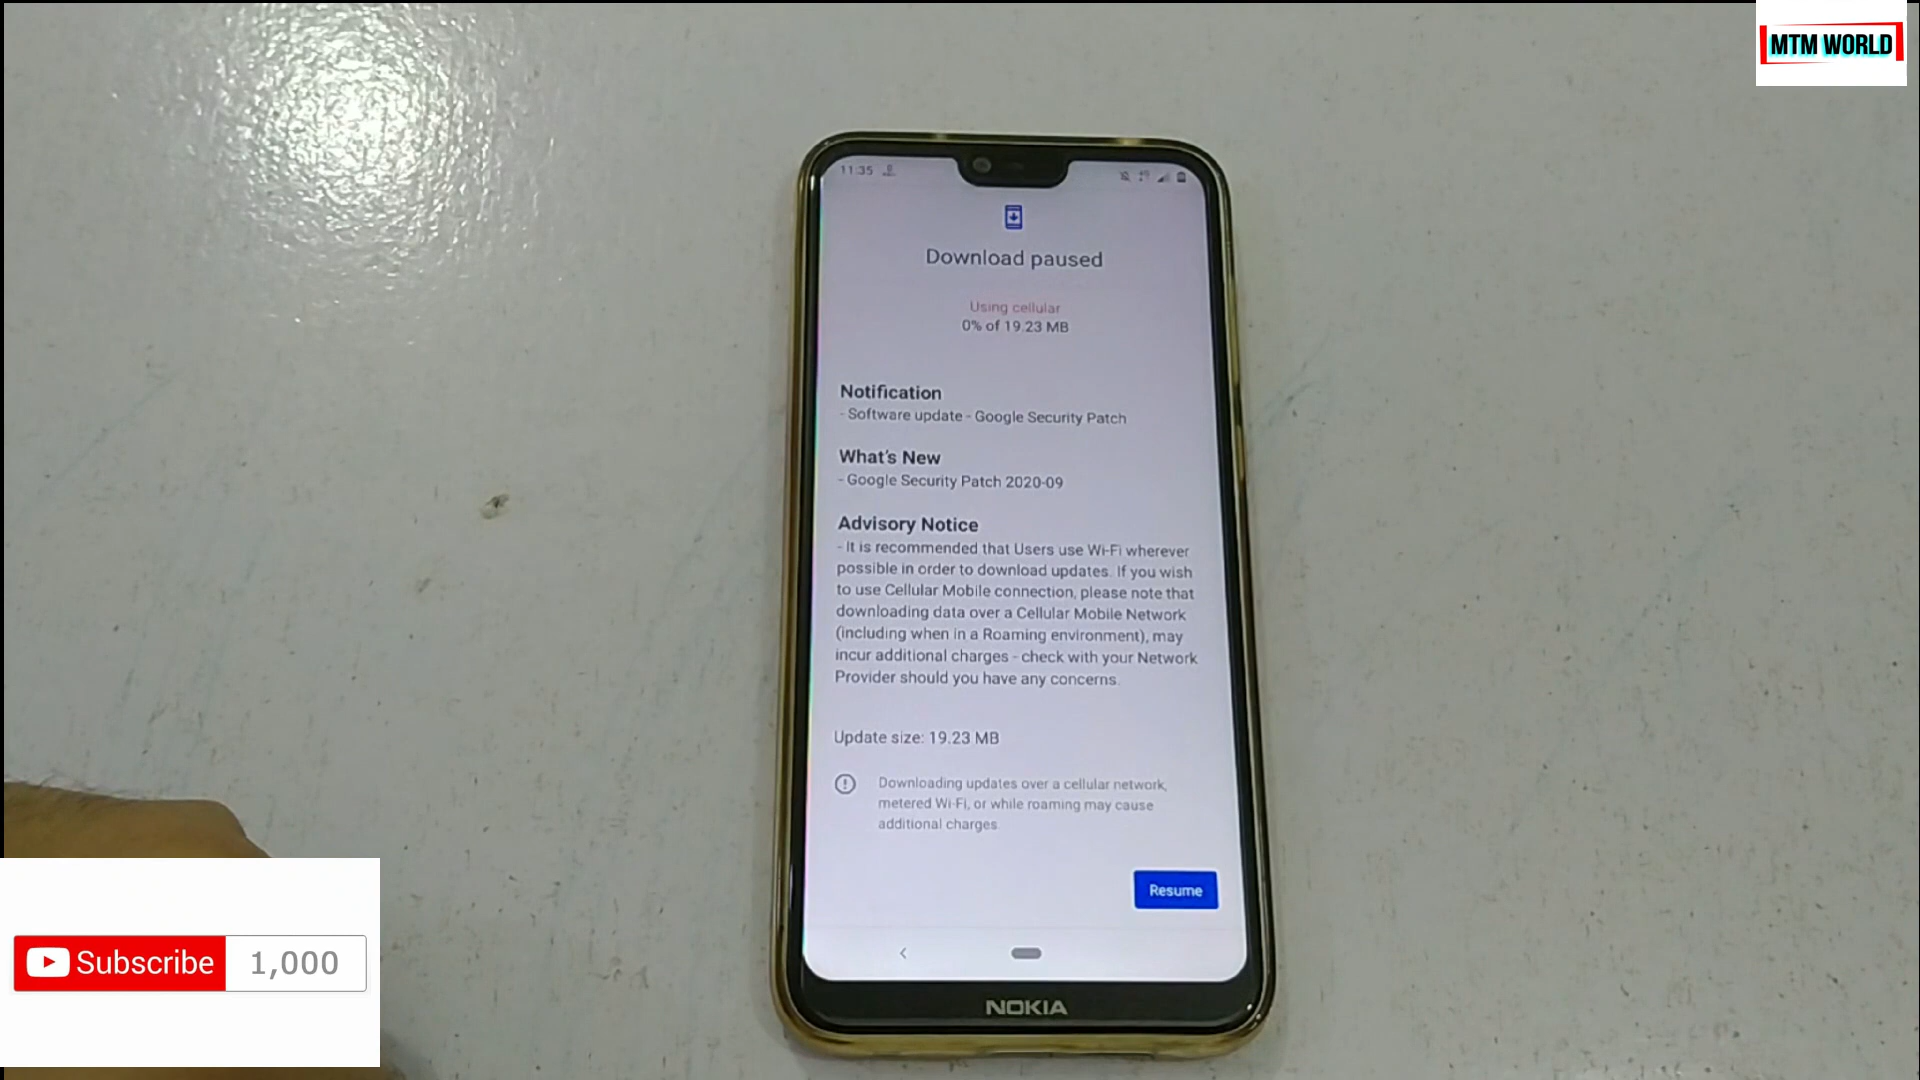 MTM WORLD
11:35
Download paused
Using cellular
0% of 19.23 MB
Notification
- Software update - Google Security Patch
What's New
- Google Security Patch 2020-09
Advisory Notice
- It is recommended that Users use Wi-Fi wherever
possible in order to download updates. If you wish
to use Cellular Mobile connection, please note that
downloading data over a Cellular Mobile Network
(including when in a Roaming environment), may
incur additional charges - check with your Network
Provider should you have any concerns.
Update size: 19.23 MB
Downloading updates over a cellular network,
metered Wi-Fi, or while roaming may cause
additional charges.
Resume
NOKIA
Subscribe 1,000